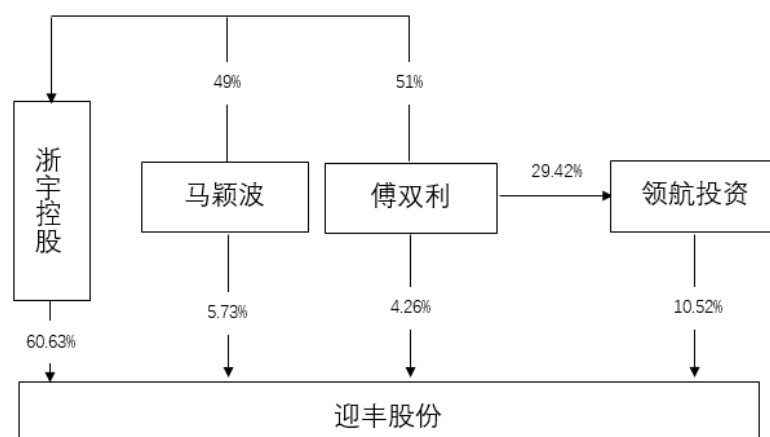 49%
51%
浙宇控股
马颖波
傅双利
29.42%
领航投资
60.63%
5.73%
4.26%
10.52%
迎丰股份